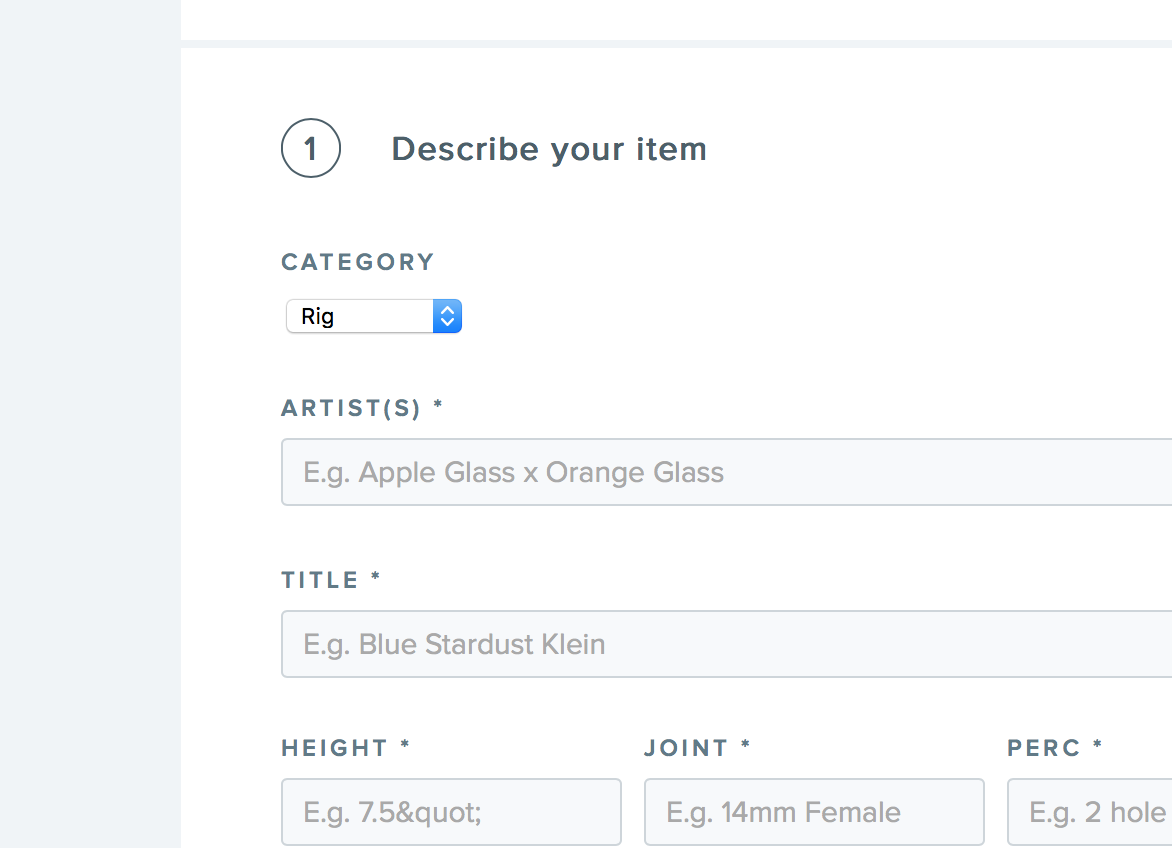 1 Describe your item
CATEGORY
Rig
ARTIST(S) *
E.g. Apple Glass x Orange Glass
TITLE *
E.g. Blue Stardust Klein
HEIGHT * JOINT * PERC *
E.g. 7.5&quot; E.g. 14mm Female E.g. 2 hole